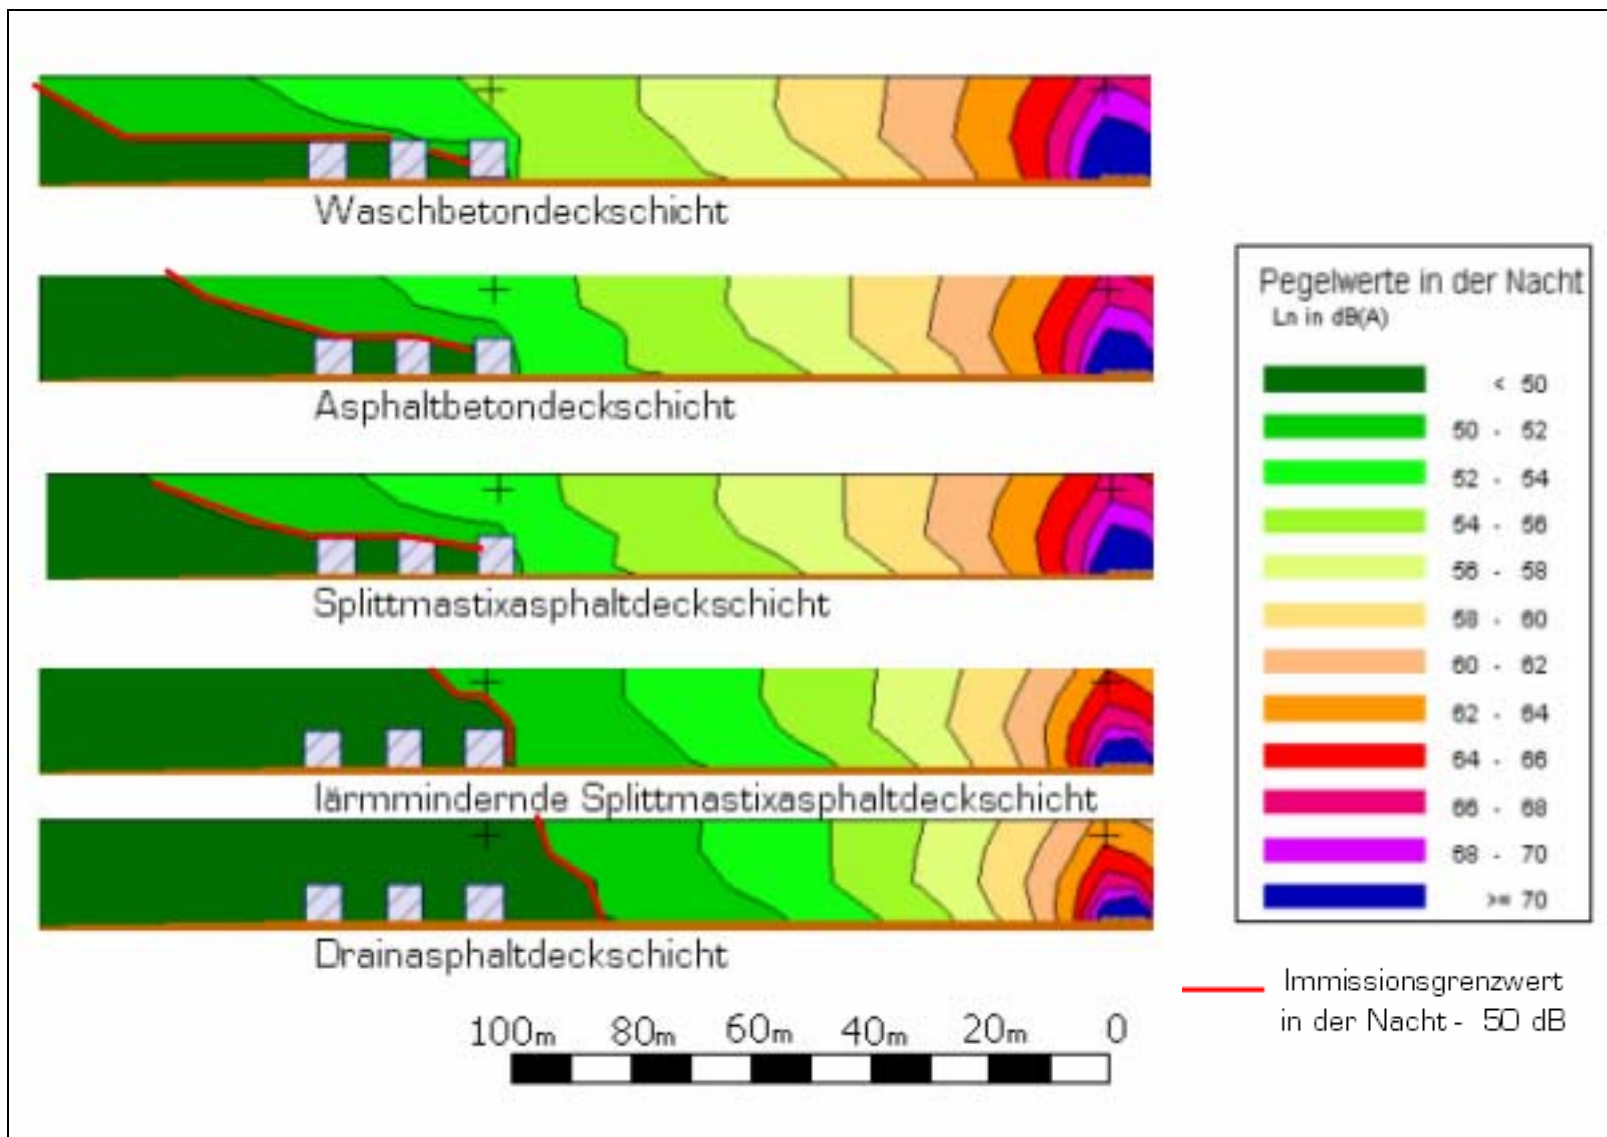 Waschbetondeckschicht
Asphaltbetondeckschicht
Splittmastixasphaltdeckschicht
lärmmindernde Splittmastixasphaltdeckschicht
Drainasphaltdeckschicht
100m 80m 60m 40m 20m 0
Pegelwerte in der Nacht
Ln in dB(A)
< 50
50 - 52
52 - 54
54 - 56
56 - 58
58 - 60
60 - 62
62 - 64
64 - 66
66 - 68
68 - 70
>= 70
Immissionsgrenzwert
in der Nacht - 50 dB